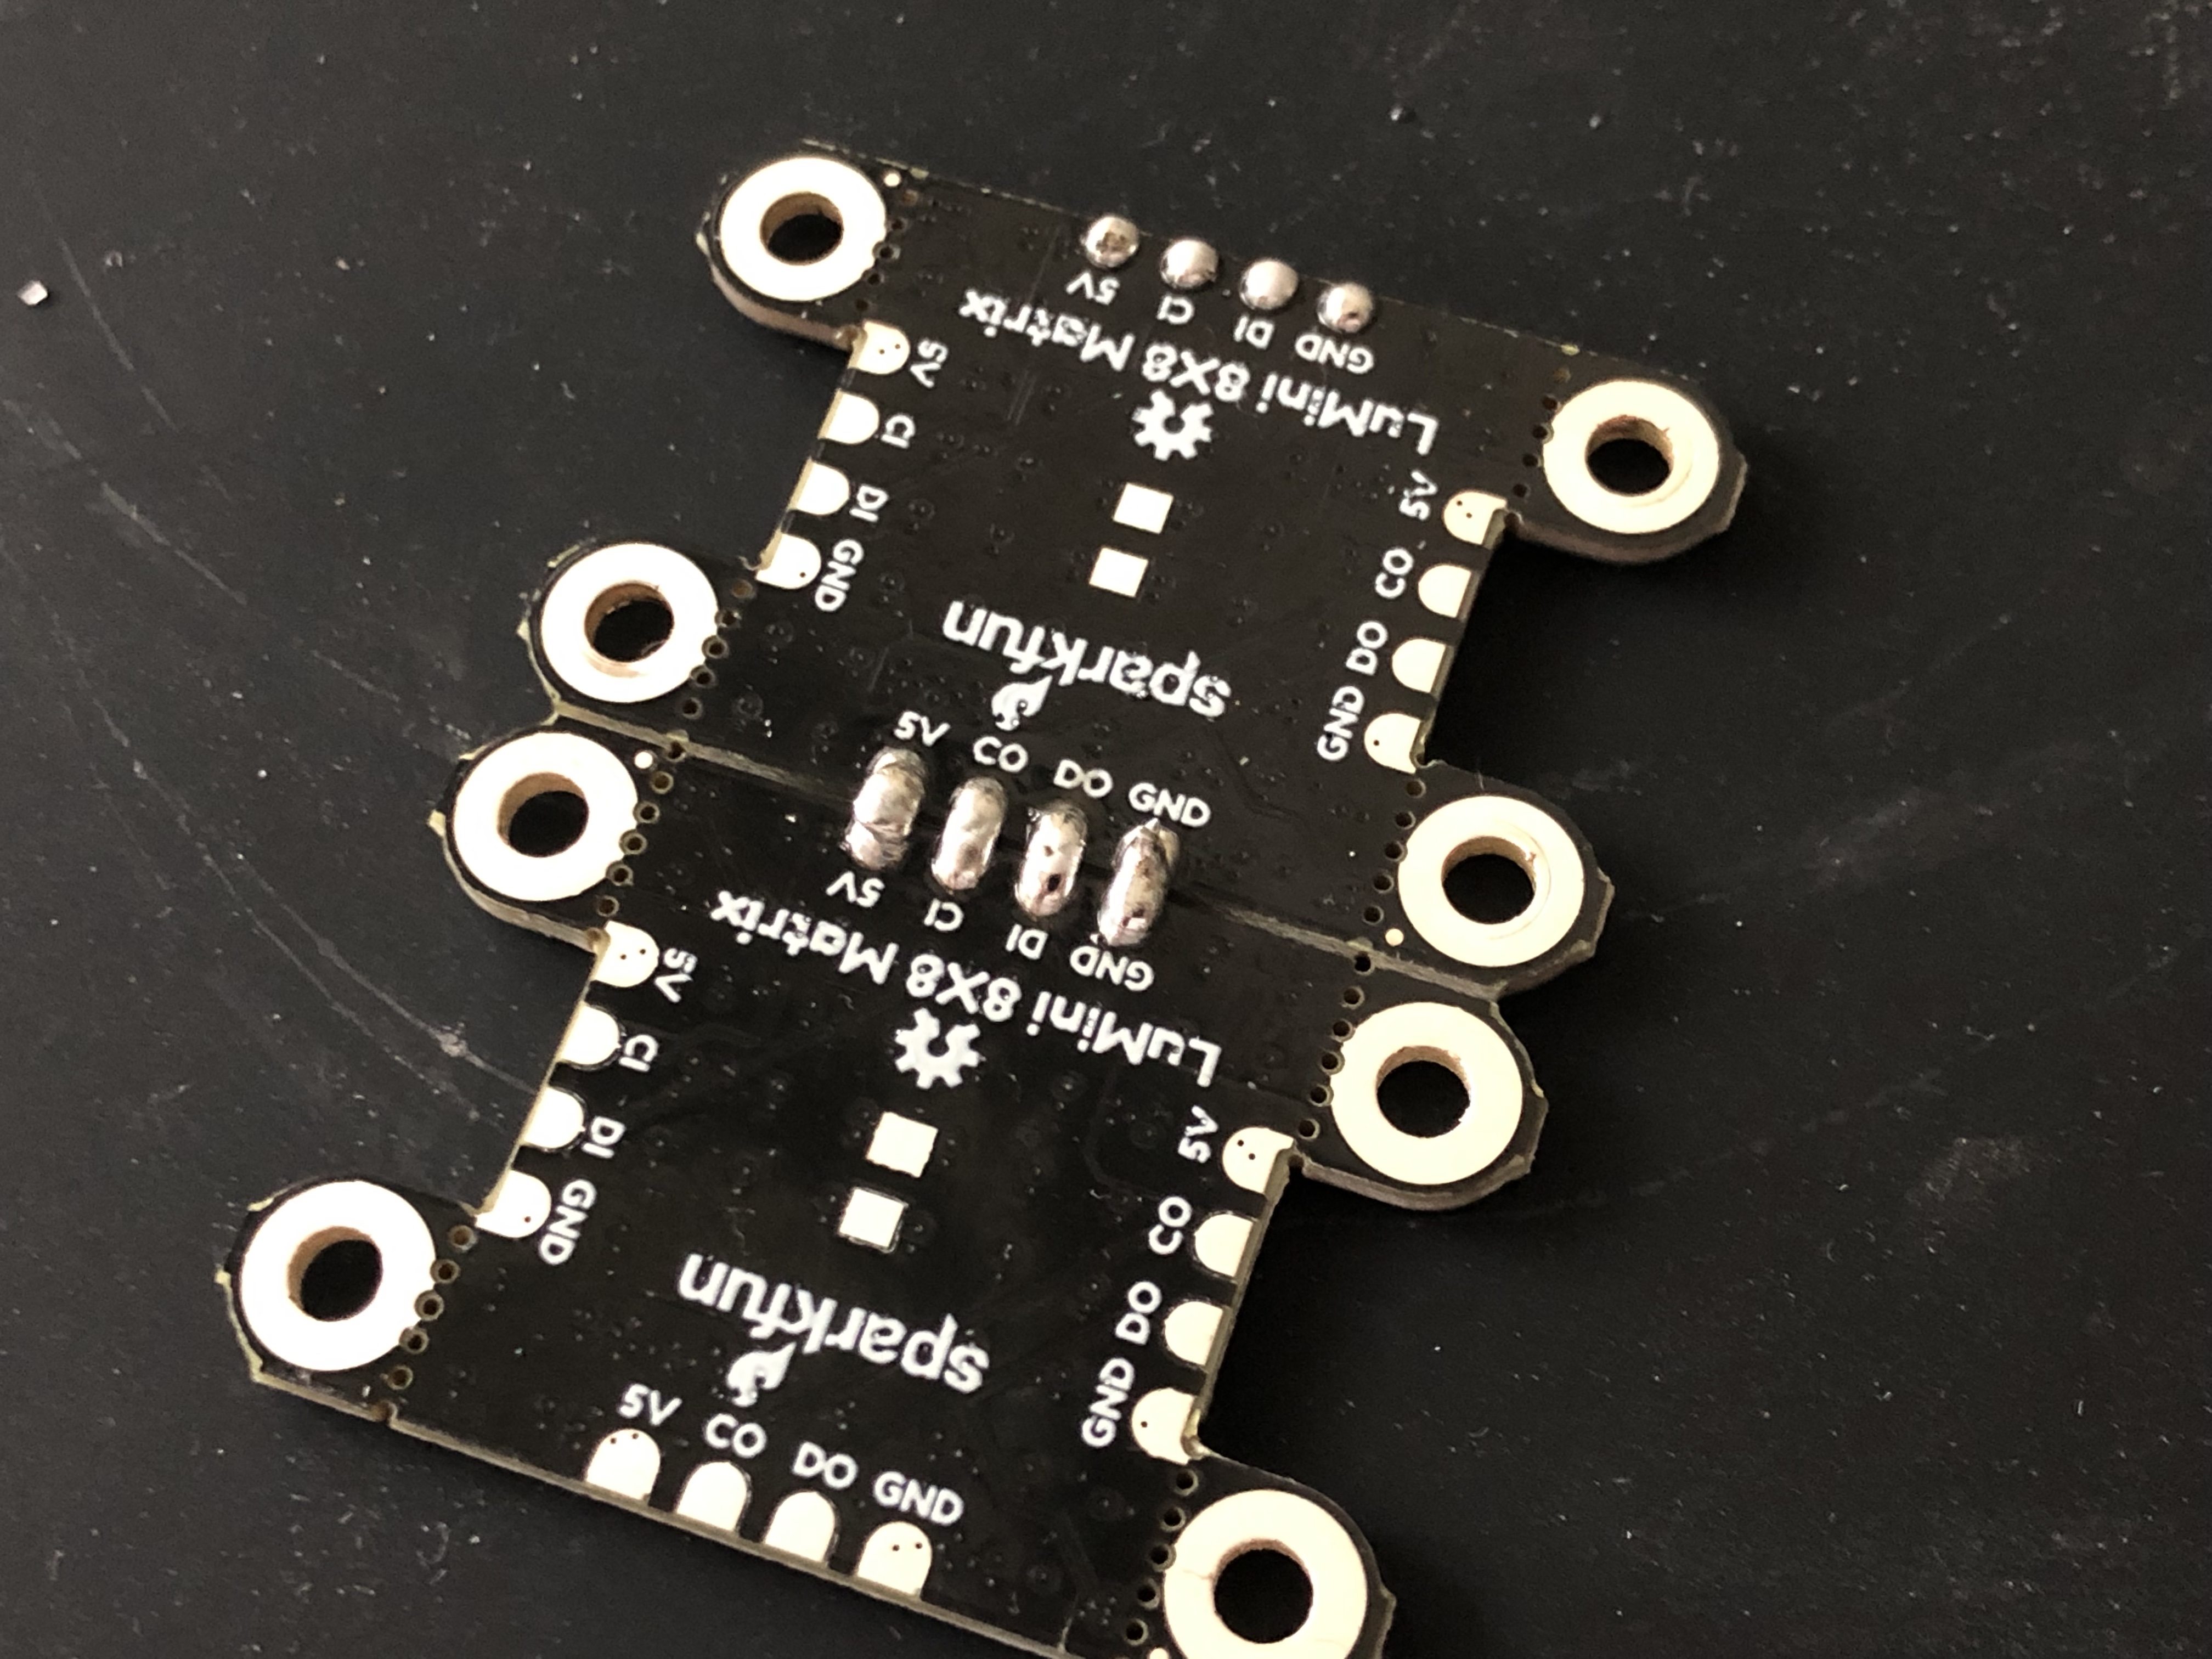 5V CI DI GND
LuMini 8X8 Matrix
5V
CI
DI
GND
5V
CO
DO
GND
sparkfun
5V CO DO GND
5V CI DI GND
LuMini 8X8 Matrix
5V
CI
DI
GND
5V
CO
DO
GND
sparkfun
5V CO DO GND